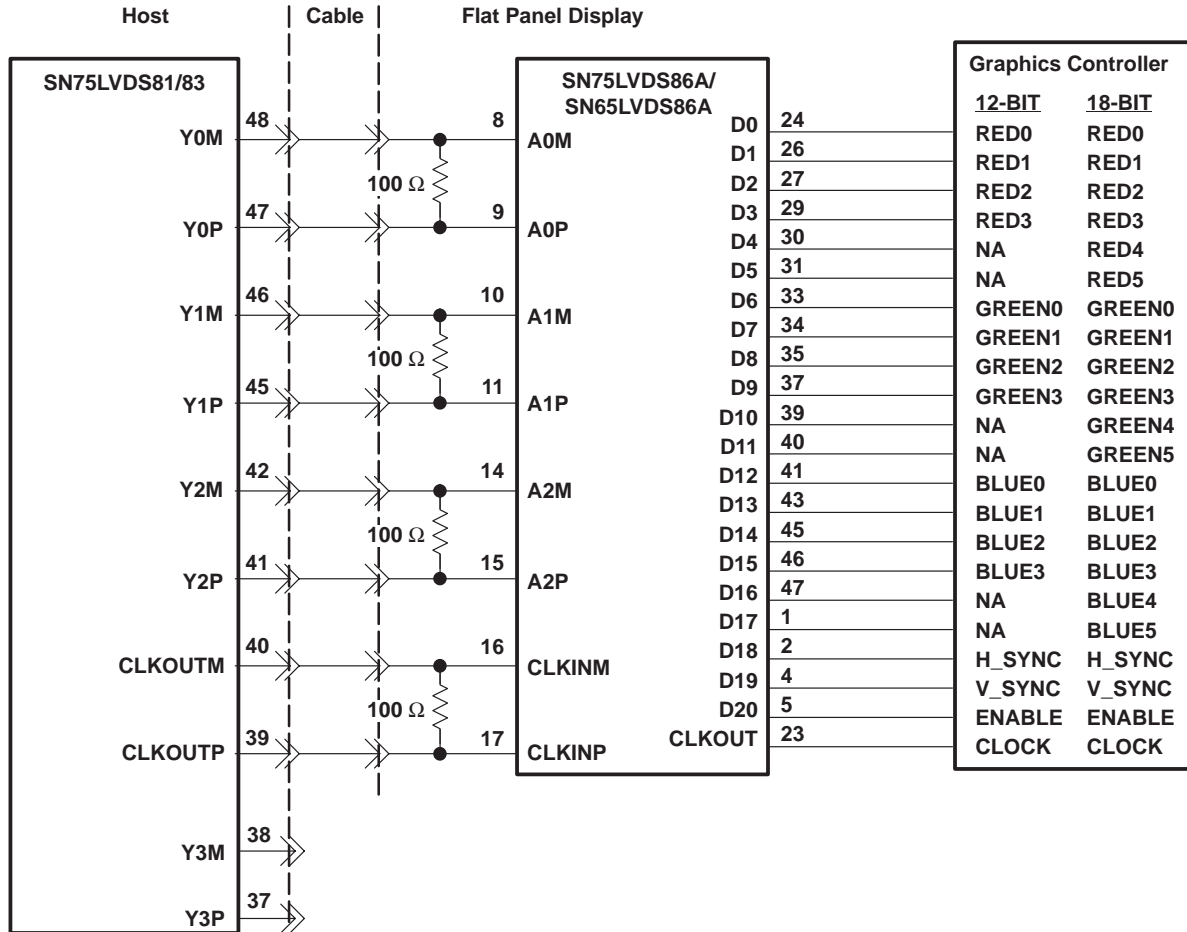 Host
Cable
Flat Panel Display
SN75LVDS81/83
Y0M
48
Y0P
47
Y1M
46
Y1P
45
Y2M
42
Y2P
41
CLKOUTM
40
CLKOUTP
39
Y3M
38
Y3P
37
100 Ω
100 Ω
100 Ω
100 Ω
SN75LVDS86A/
SN65LVDS86A
8 A0M
9 A0P
10 A1M
11 A1P
14 A2M
15 A2P
16 CLKINM
17 CLKINP
D0 24
D1 26
D2 27
D3 29
D4 30
D5 31
D6 33
D7 34
D8 35
D9 37
D10 39
D11 40
D12 41
D13 43
D14 45
D15 46
D16 47
D17 1
D18 2
D19 4
D20 5
CLKOUT 23
Graphics Controller
12-BIT 18-BIT
RED0 RED0
RED1 RED1
RED2 RED2
RED3 RED3
NA RED4
NA RED5
GREEN0 GREEN0
GREEN1 GREEN1
GREEN2 GREEN2
GREEN3 GREEN3
NA GREEN4
NA GREEN5
BLUE0 BLUE0
BLUE1 BLUE1
BLUE2 BLUE2
BLUE3 BLUE3
NA BLUE4
NA BLUE5
H_SYNC H_SYNC
V_SYNC V_SYNC
ENABLE ENABLE
CLOCK CLOCK